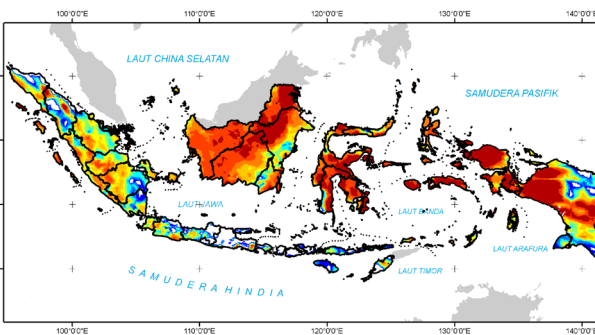 100°0'0"E 110°0'0"E 120°0'0"E 130°0'0"E 140°0'0"E
LAUT CHINA SELATAN
SAMUDERA PASIFIK
LAUT JAWA
LAUT BANDA
LAUT ARAFURA
LAUT TIMOR
SAMUDERA HINDIA
100°0'0"E 110°0'0"E 120°0'0"E 130°0'0"E 140°0'0"E